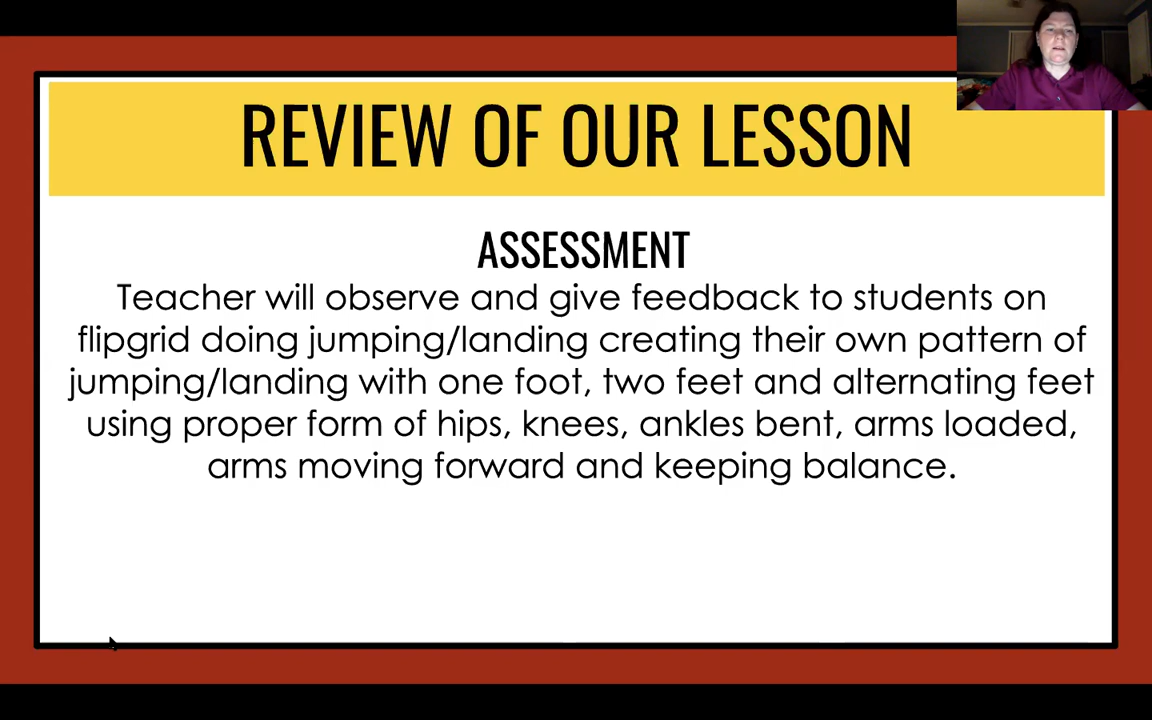 REVIEW OF OUR LESSON
ASSESSMENT
Teacher will observe and give feedback to students on
flipgrid doing jumping/landing creating their own pattern of
jumping/landing with one foot, two feet and alternating feet
using proper form of hips, knees, ankles bent, arms loaded,
arms moving forward and keeping balance.